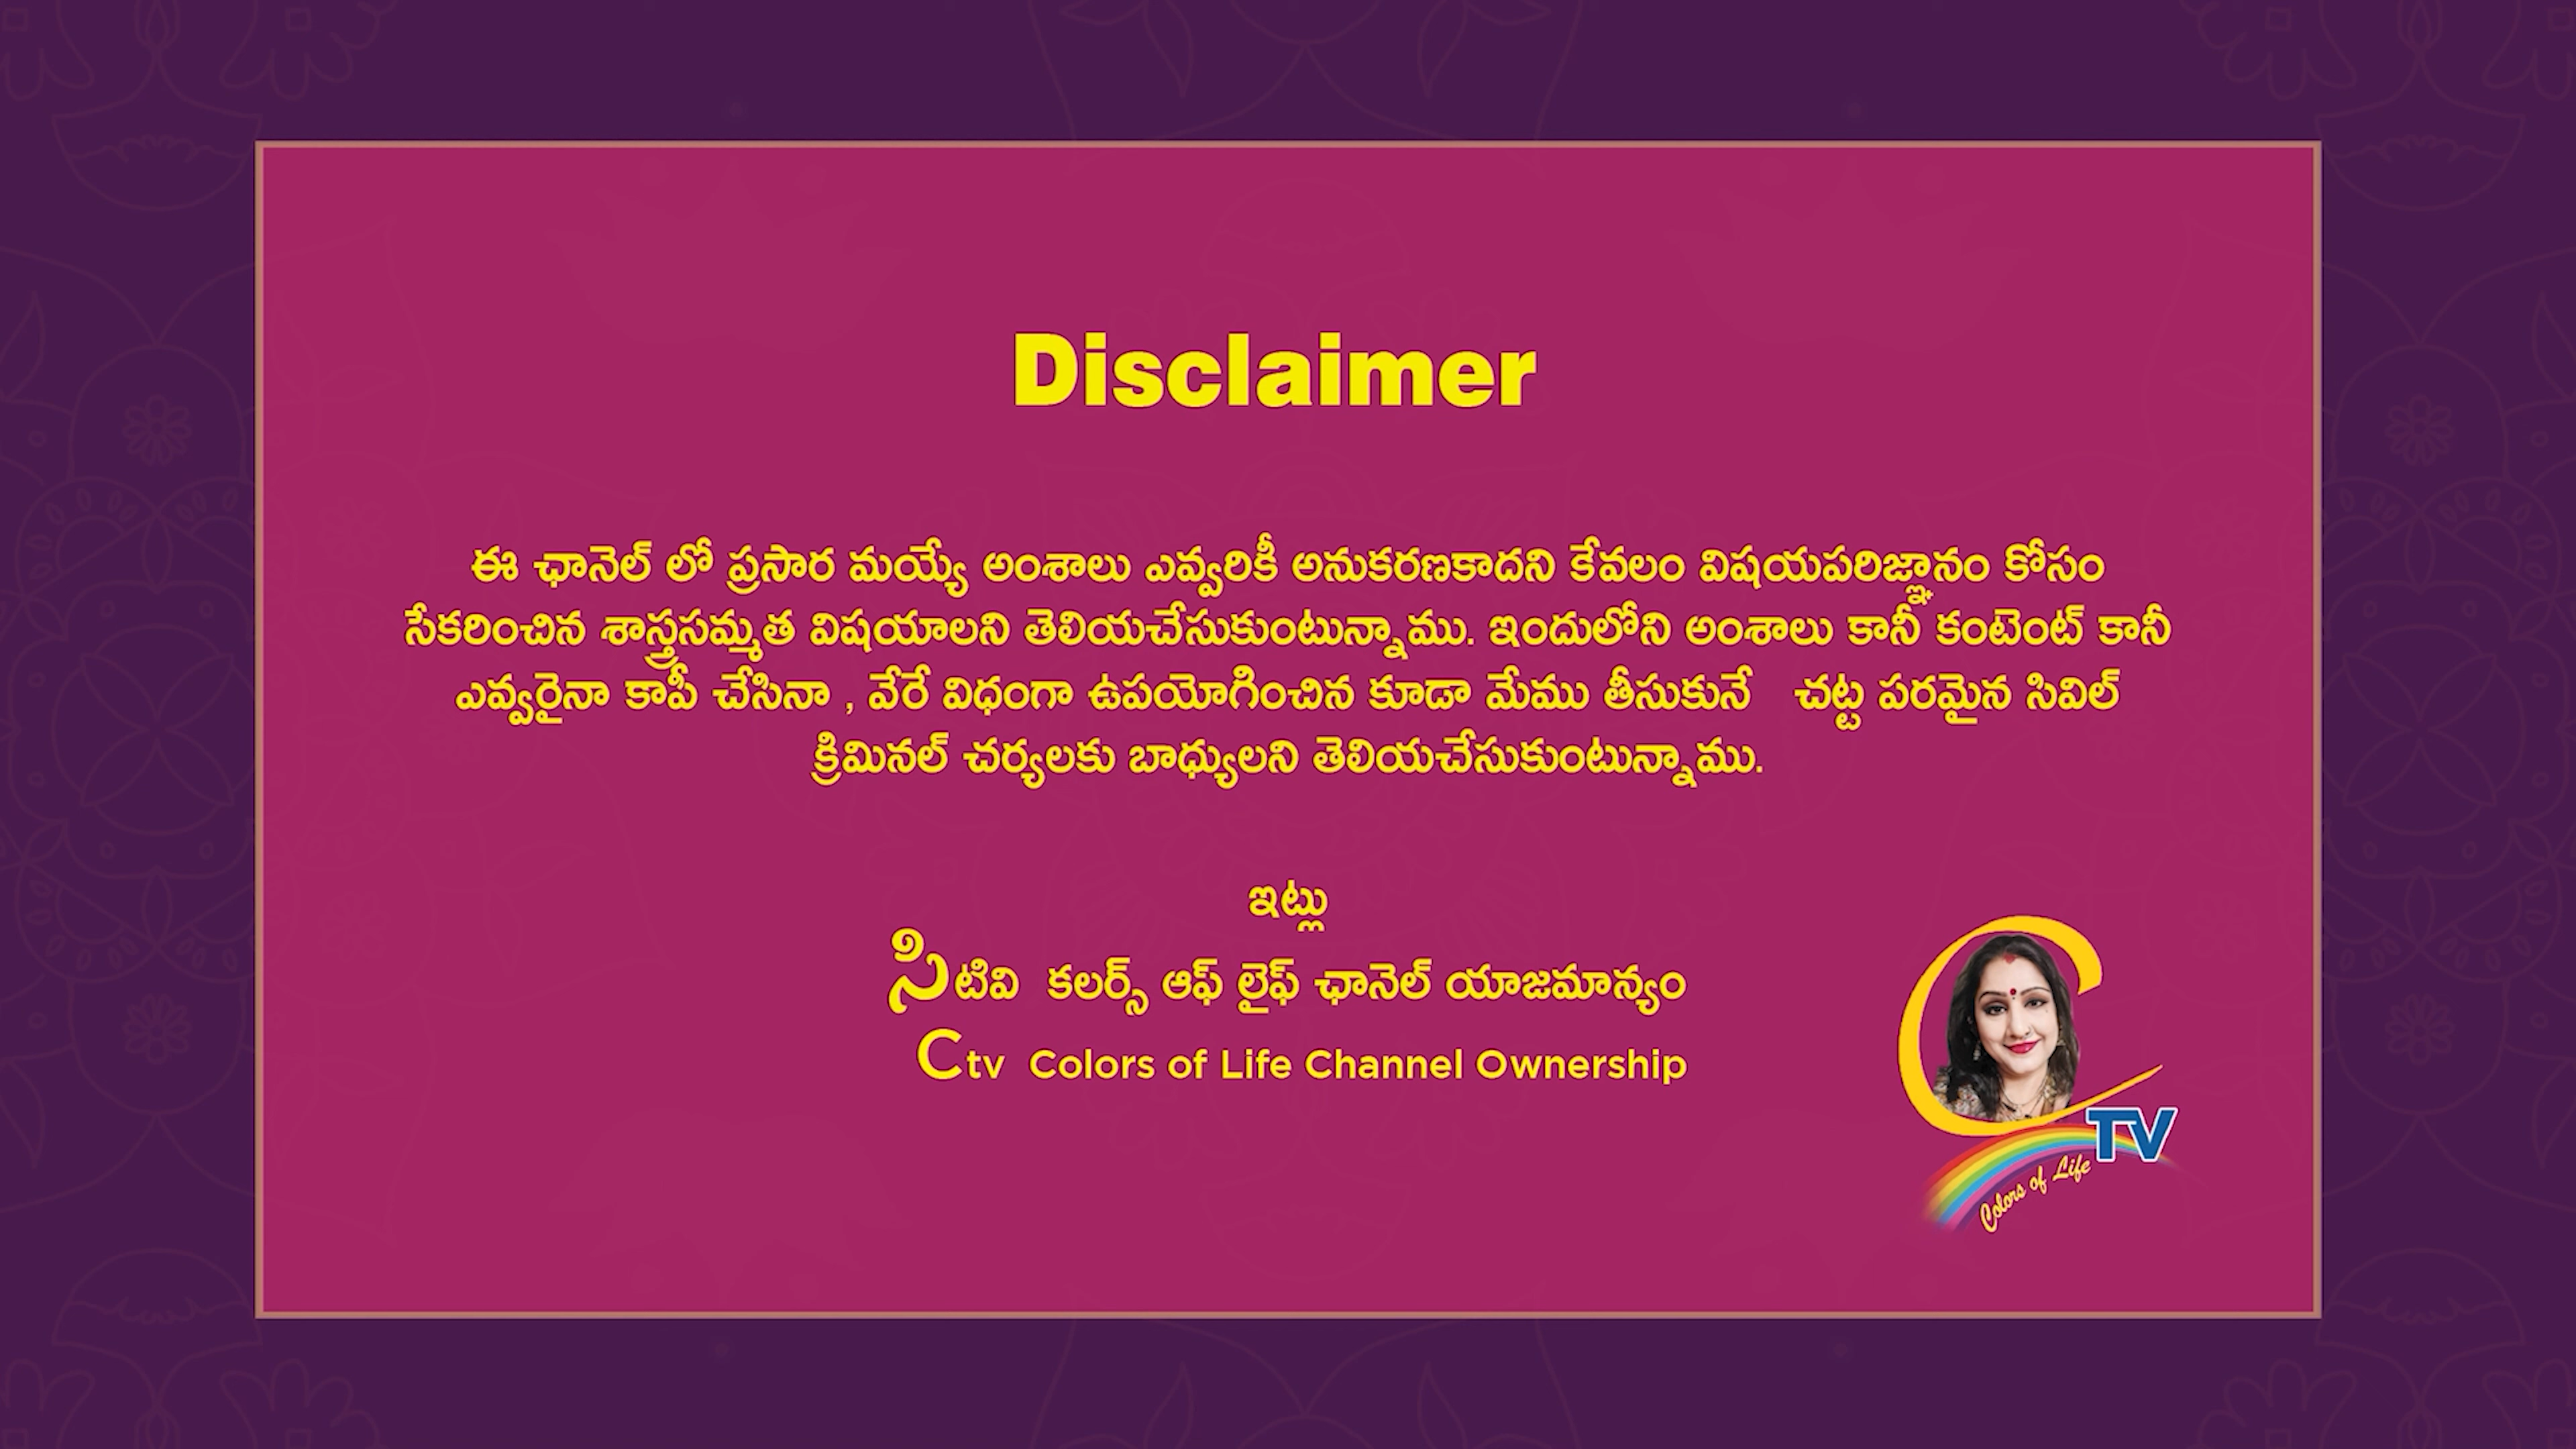 Disclaimer
ఈ ఛానెల్ లో ప్రసార మయ్యే అంశాలు ఎవ్వరికీ అనుకరణకాదని కేవలం విషయపరిజ్ఞానం కోసం
సేకరించిన శాస్త్రసమ్మత విషయాలని తెలియచేసుకుంటున్నాము. ఇందులోని అంశాలు కానీ కంటెంట్ కానీ
ఎవ్వరైనా కాపీ చేసినా , వేరే విధంగా ఉపయోగించిన కూడా మేము తీసుకునే చట్ట పరమైన సివిల్
క్రిమినల్ చర్యలకు బాధ్యులని తెలియచేసుకుంటున్నాము.
ఇట్లు
సిటివి కలర్స్ ఆఫ్ లైఫ్ ఛానెల్ యాజమాన్యం
Ctv Colors of Life Channel Ownership
C TV
Colors of Life